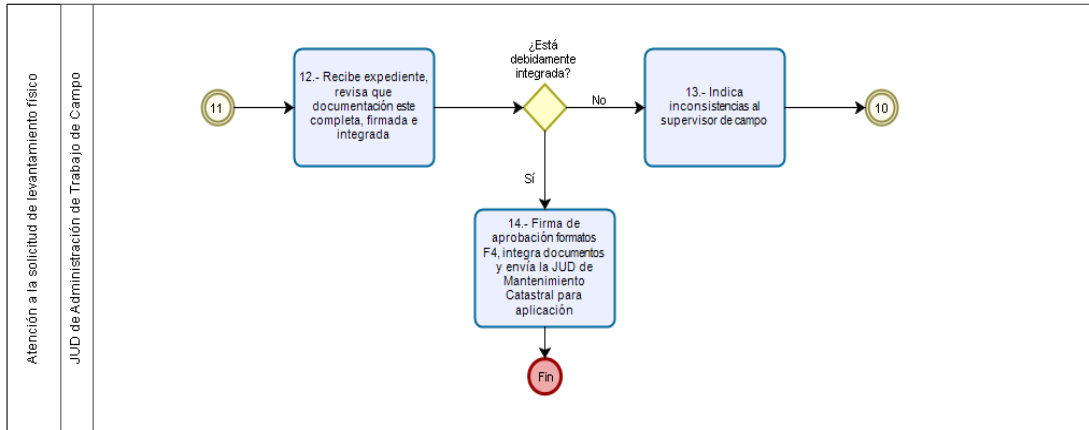 Atención a la solicitud de levantamiento físico
JUD de Administración de Trabajo de Campo
11
12.- Recibe expediente,
revisa que
documentación este
completa, firmada e
integrada
¿Está
debidamente
integrada?
No
13.- Indica
inconsistencias al
supervisor de campo
10
Sí
14.- Firma de
aprobación formatos
F4, integra documentos
y envía la JUD de
Mantenimiento
Catastral para
aplicación
Fin